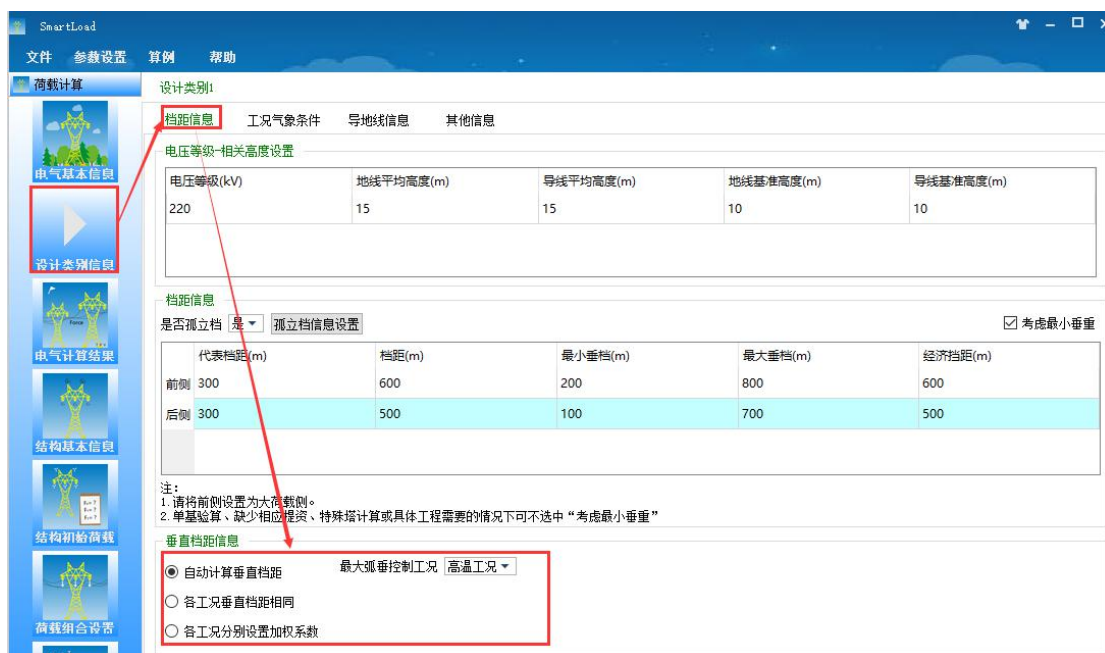 SmartLoad
文件 参数设置 算例 帮助
荷载计算
电气基本信息
设计类别信息
电气计算结果
结构基本信息
结构初始荷载
荷载组合设置
设计类别1
档距信息 工况气象条件 导地线信息 其他信息
电压等级-相关高度设置
电压等级(kV) 地线平均高度(m) 导线平均高度(m) 地线基准高度(m) 导线基准高度(m)
220 15 15 10 10
档距信息
是否孤立档 是 孤立档信息设置 考虑最小垂重
代表档距(m) 档距(m) 最小垂档(m) 最大垂档(m) 经济挡距(m)
前侧 300 600 200 800 600
后侧 300 500 100 700 500
注：
1.请将前侧设置为大荷载侧。
2.单基验算、缺少相应提资、特殊塔计算或具体工程需要的情况下可不选中“考虑最小垂重”
垂直档距信息
自动计算垂直档距 最大弧垂控制工况 高温工况
各工况垂直档距相同
各工况分别设置加权系数